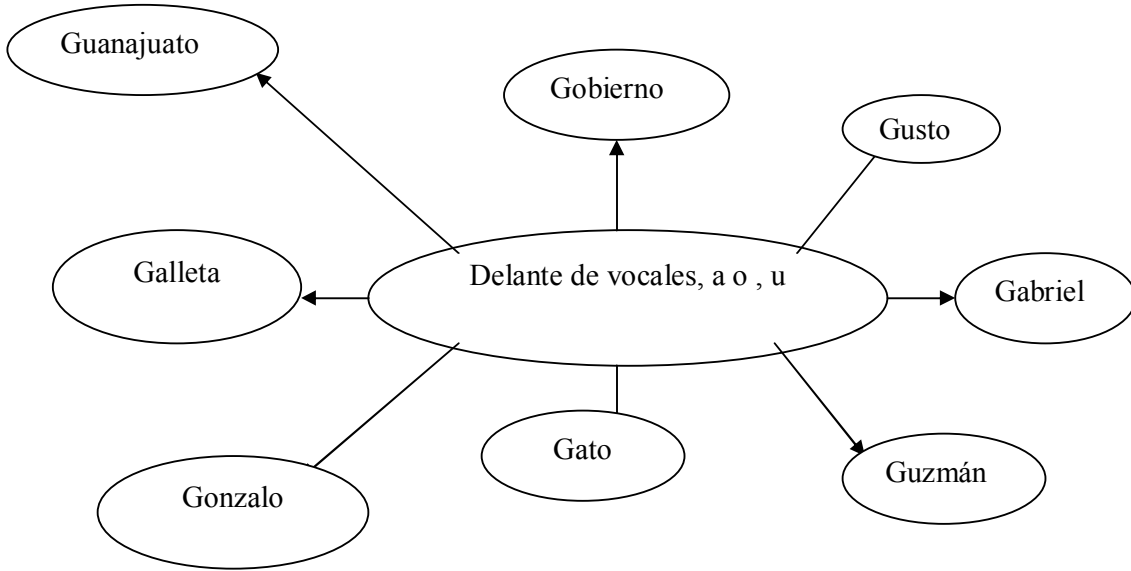 Guanajuato
Gobierno
Gusto
Galleta
Delante de vocales, a o , u
Gabriel
Gonzalo
Gato
Guzmán